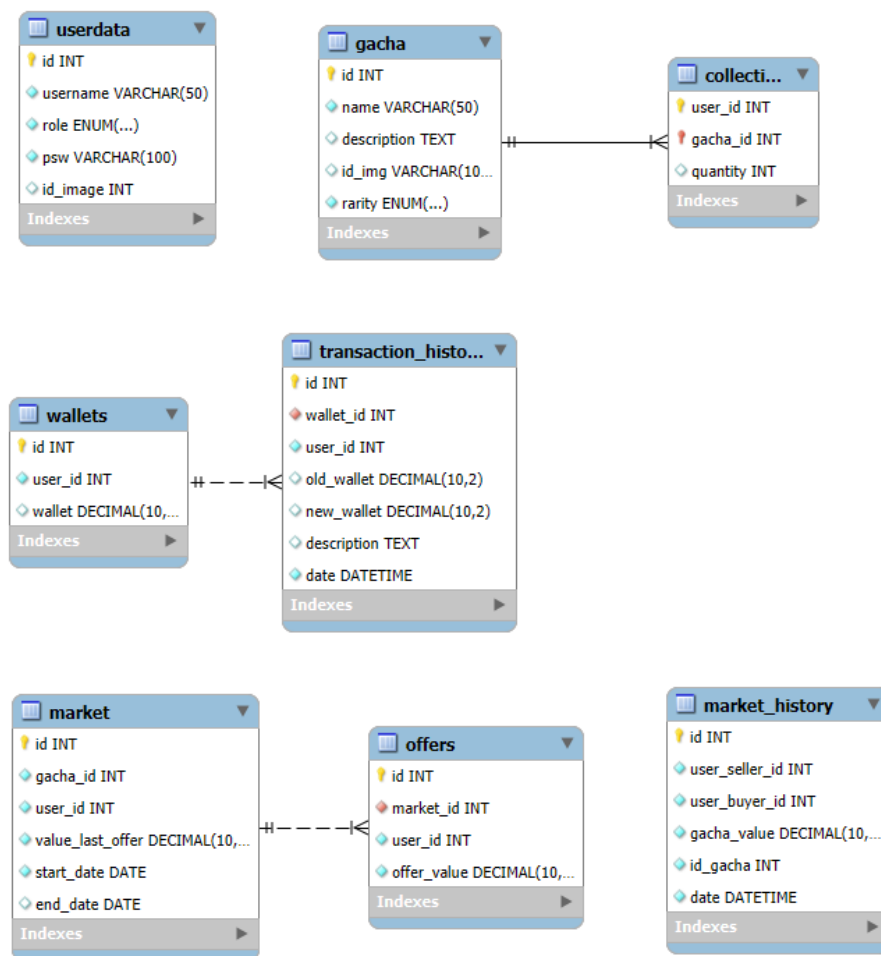 userdata
id INT
username VARCHAR(50)
role ENUM(...)
psw VARCHAR(100)
id_image INT
Indexes
gacha
id INT
name VARCHAR(50)
description TEXT
id_img VARCHAR(10...
rarity ENUM(...)
Indexes
collecti...
user_id INT
gacha_id INT
quantity INT
Indexes
wallets
id INT
user_id INT
wallet DECIMAL(10,...
Indexes
transaction_histo...
id INT
wallet_id INT
user_id INT
old_wallet DECIMAL(10,2)
new_wallet DECIMAL(10,2)
description TEXT
date DATETIME
Indexes
market
id INT
gacha_id INT
user_id INT
value_last_offer DECIMAL(10,...
start_date DATE
end_date DATE
Indexes
offers
id INT
market_id INT
user_id INT
offer_value DECIMAL(10,...
Indexes
market_history
id INT
user_seller_id INT
user_buyer_id INT
gacha_value DECIMAL(10,...
id_gacha INT
date DATETIME
Indexes